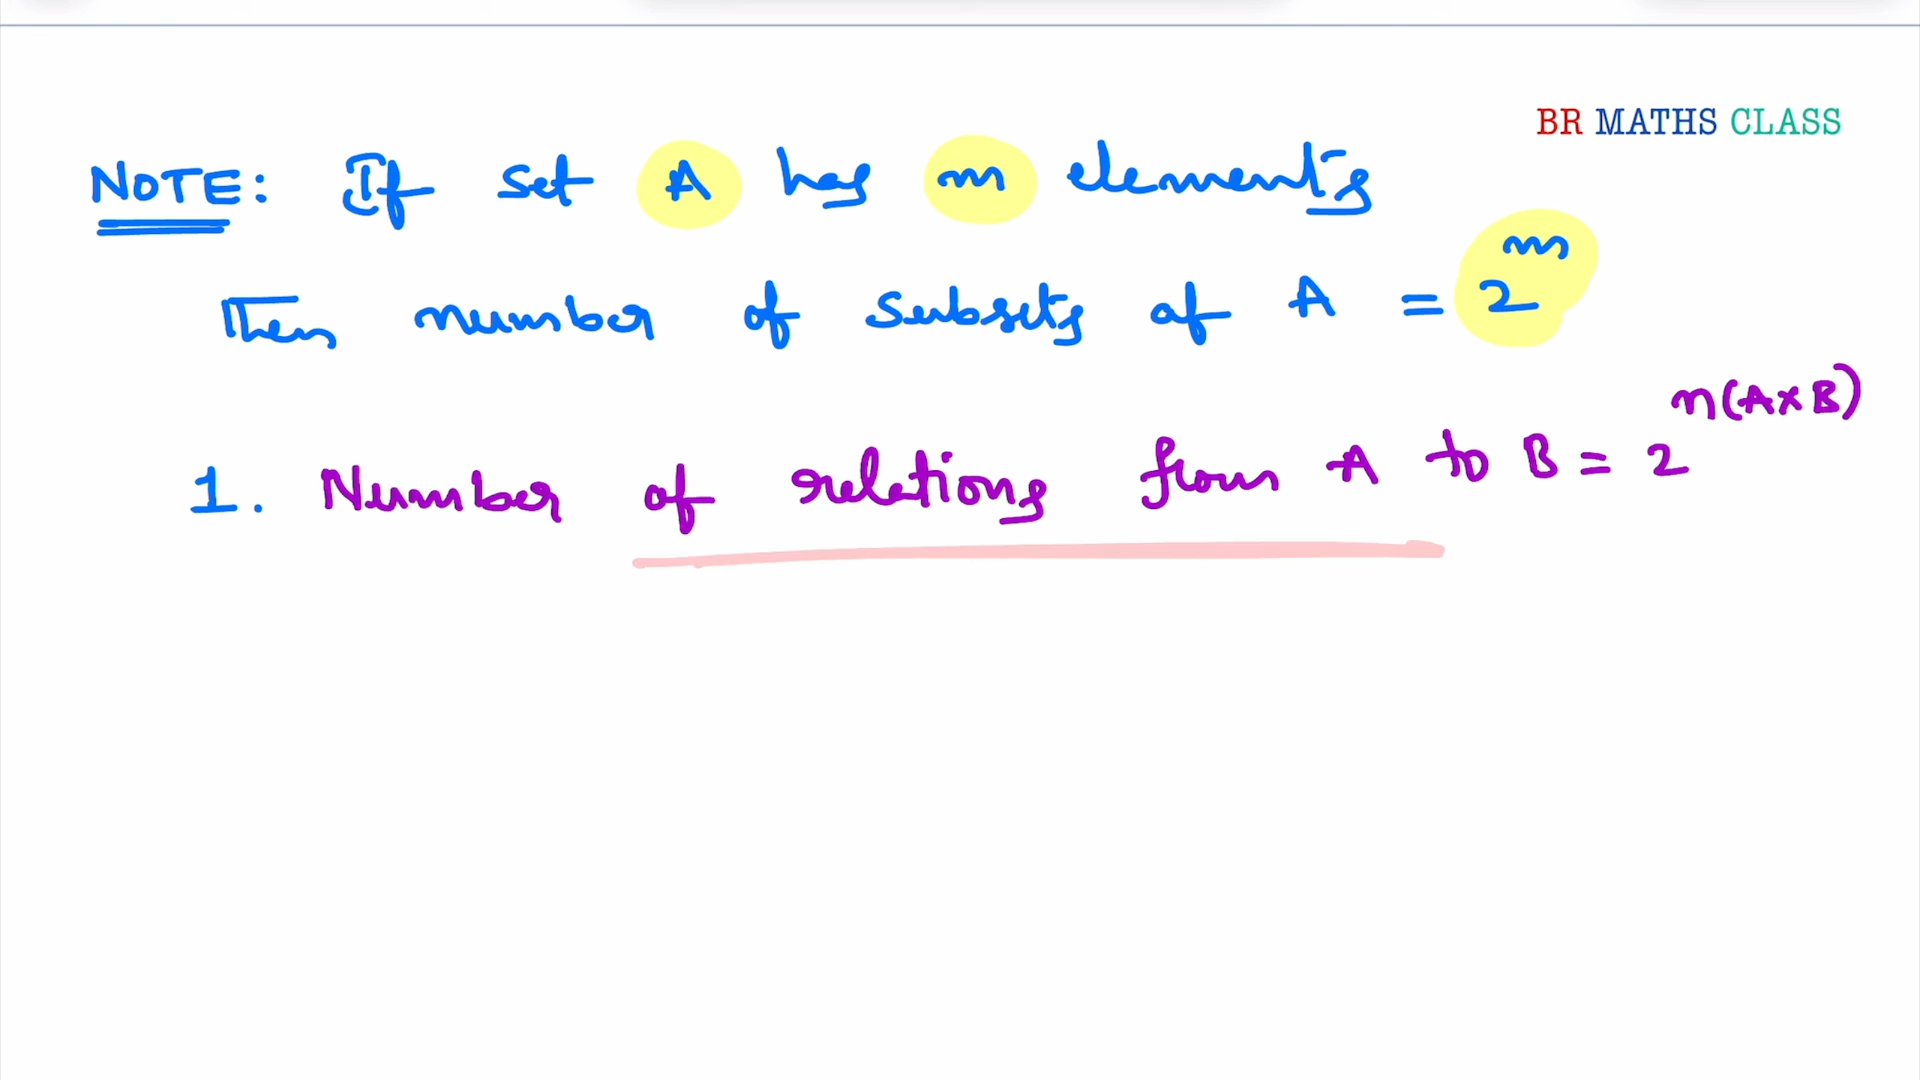 BR MATHS CLASS
NOTE: If set A has m elements
Then number of subsets of A = 2^m
1. Number of relations from A to B = 2^n(A×B)